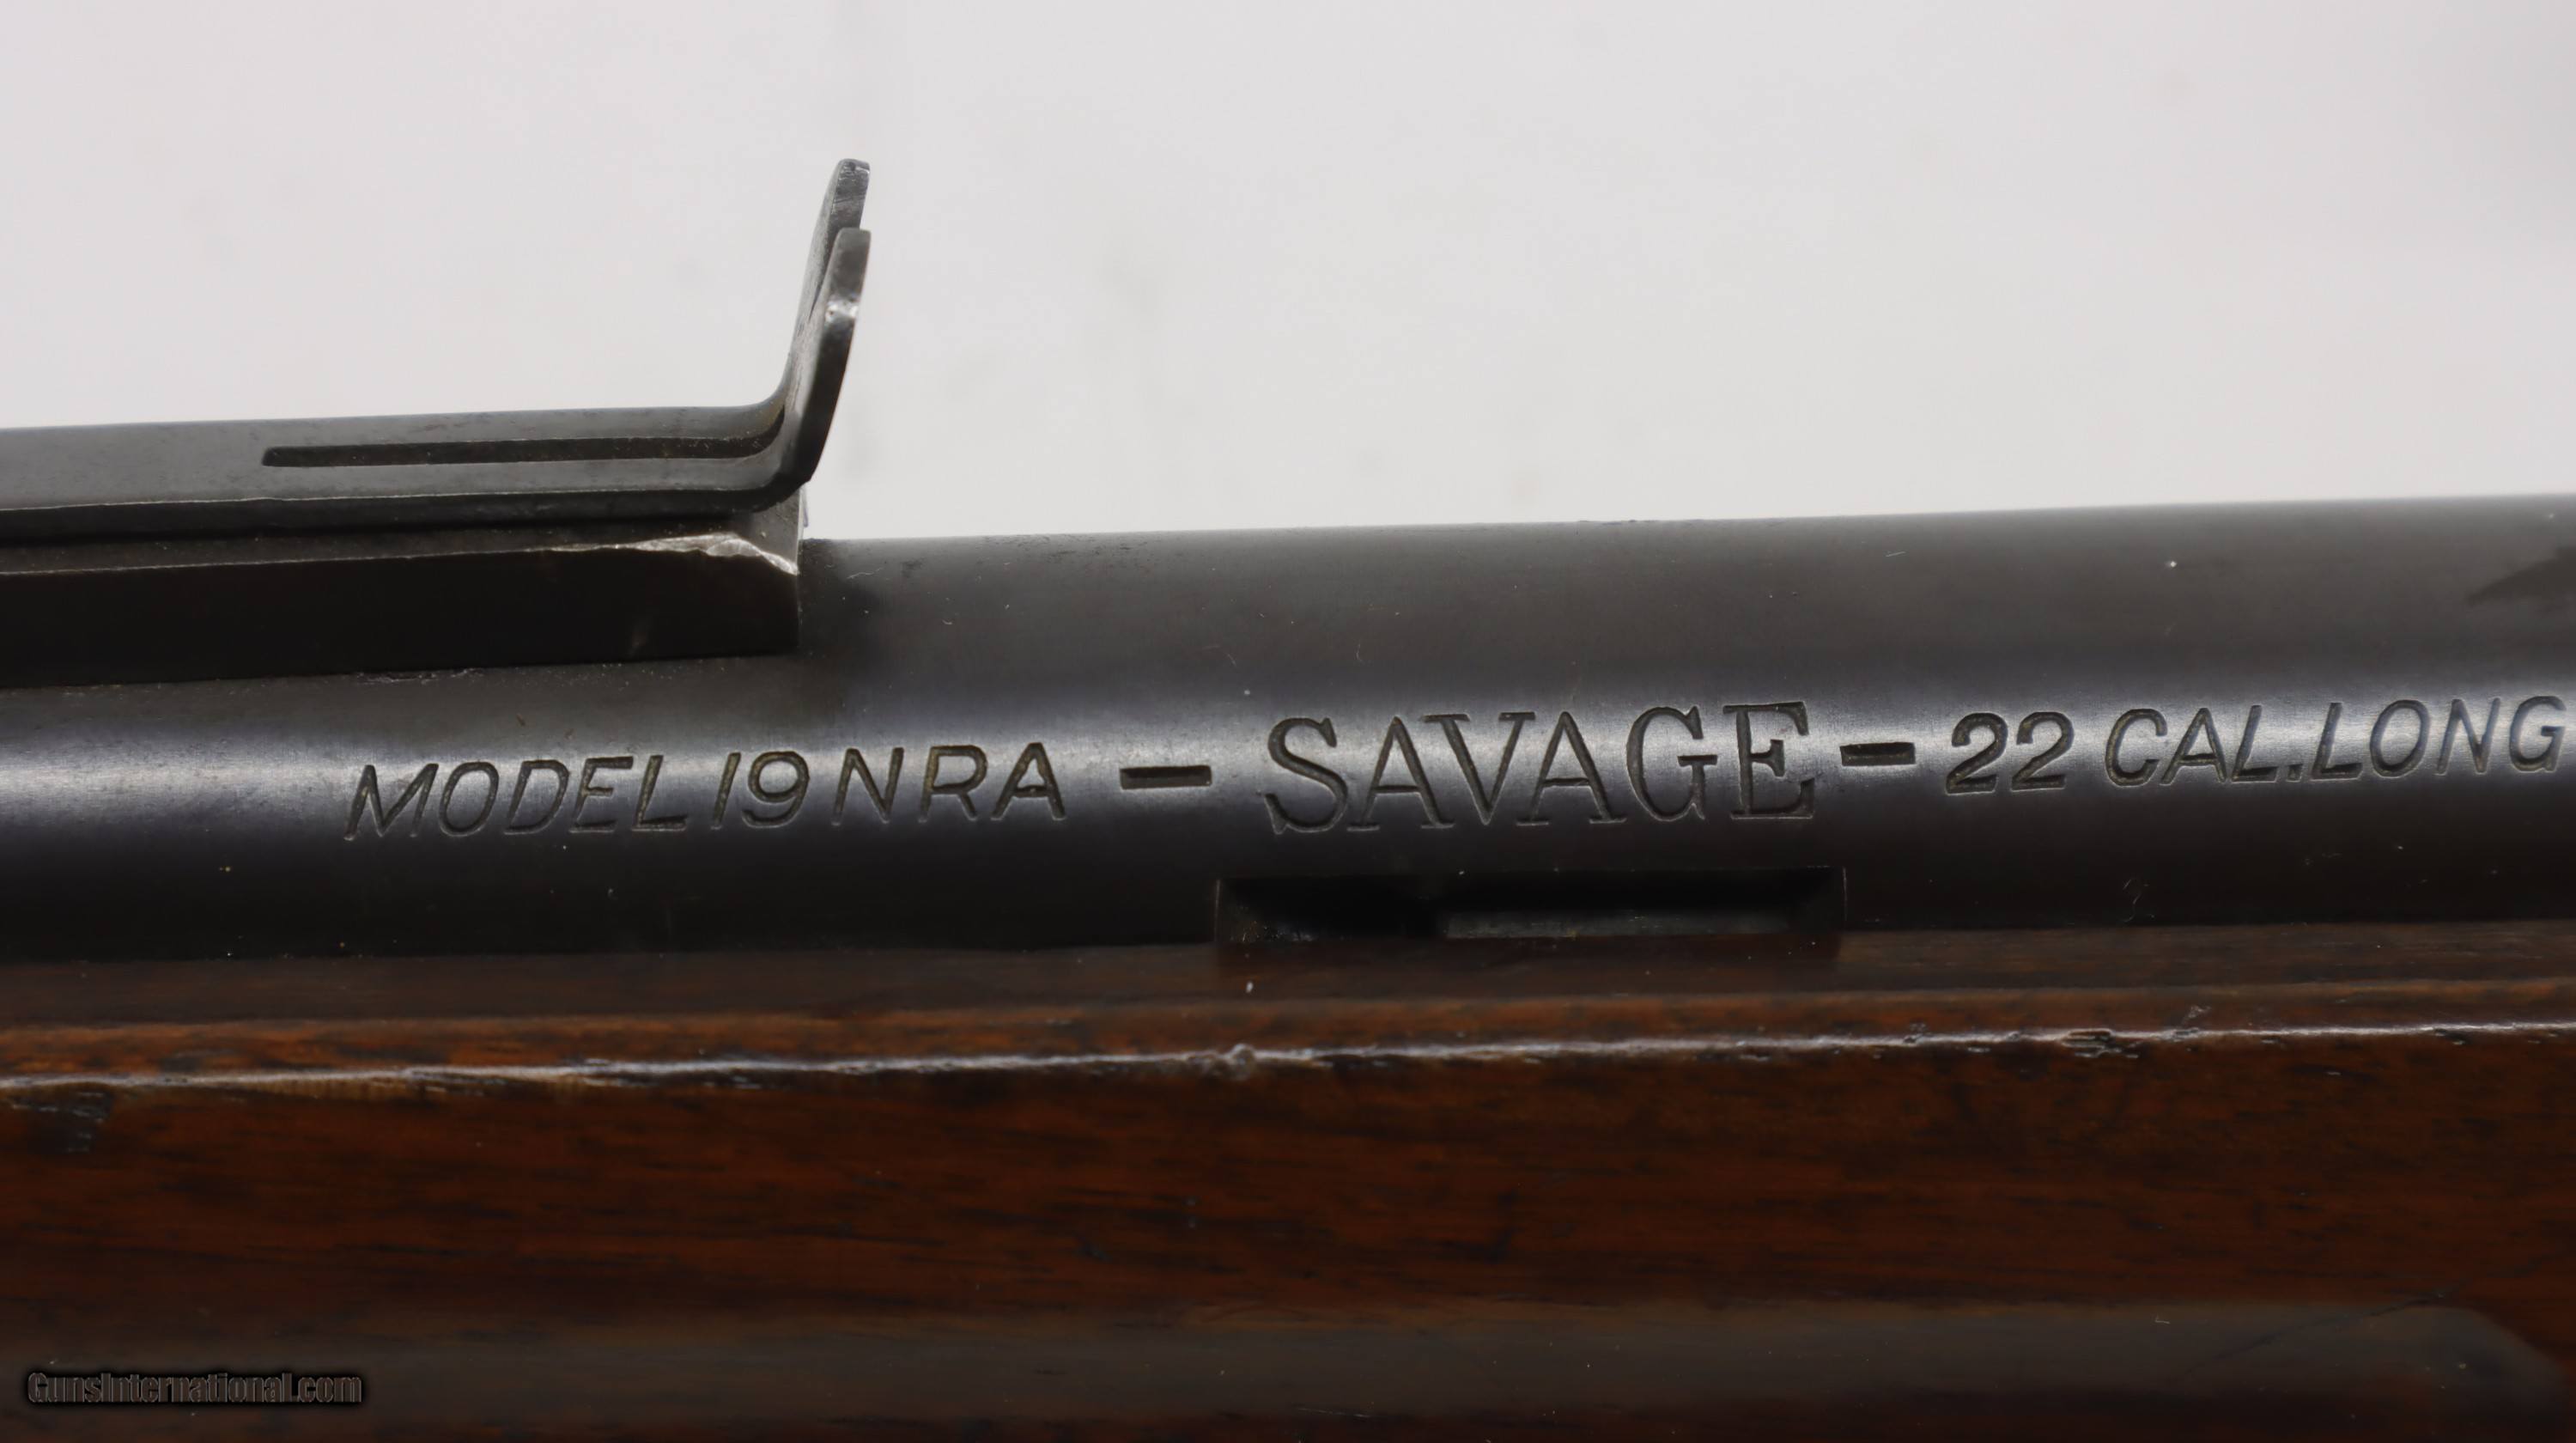 MODEL 19 NRA - SAVAGE - 22 CAL. LONG
GunsInternational.com